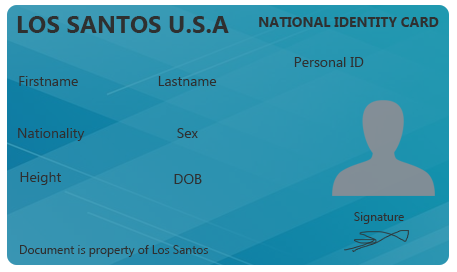 LOS SANTOS U.S.A
NATIONAL IDENTITY CARD
Personal ID
Firstname
Lastname
Nationality
Sex
Height
DOB
Signature
Document is property of Los Santos